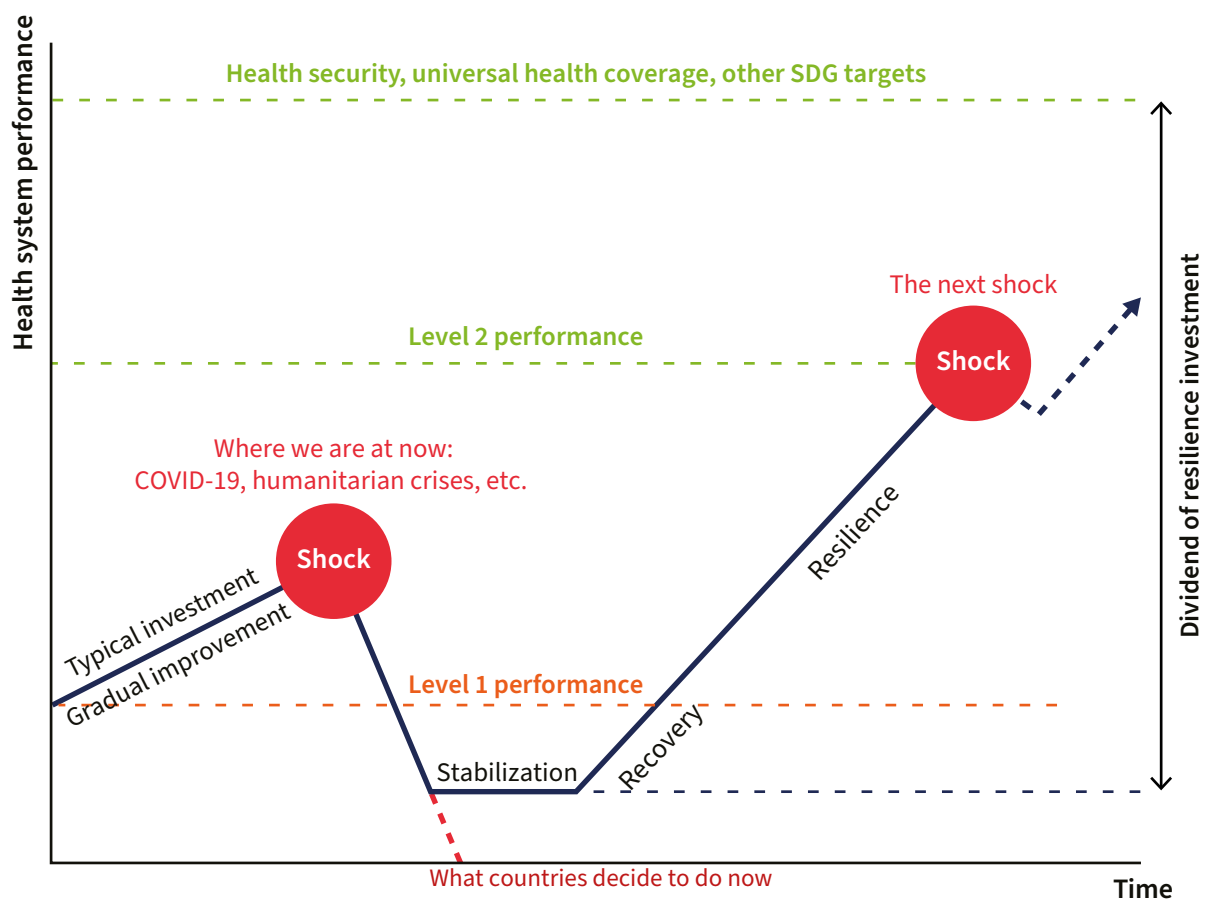 Health system performance
Health security, universal health coverage, other SDG targets
The next shock
Level 2 performance
Shock
Where we are at now:
COVID-19, humanitarian crises, etc.
Shock
Typical investment
Gradual improvement
Level 1 performance
Stabilization
Recovery
Resilience
Dividend of resilience investment
What countries decide to do now
Time